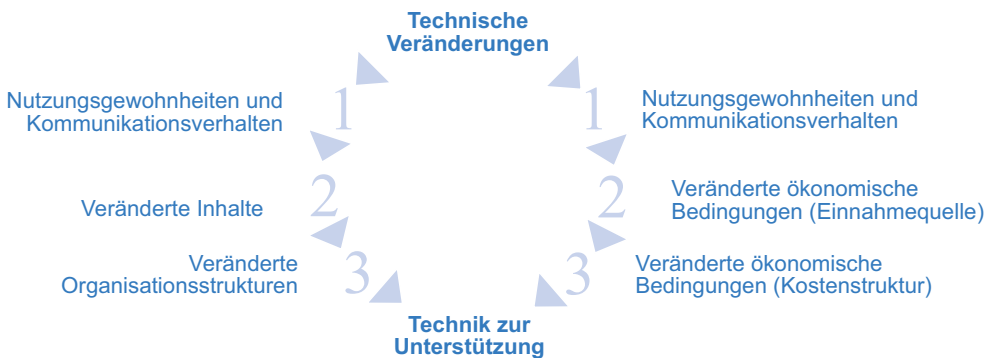 Technische
Veränderungen
1
Nutzungsgewohnheiten und
Kommunikationsverhalten
1
Nutzungsgewohnheiten und
Kommunikationsverhalten
2
Veränderte Inhalte
2
Veränderte ökonomische
Bedingungen (Einnahmequelle)
3
Veränderte
Organisationsstrukturen
3
Veränderte ökonomische
Bedingungen (Kostenstruktur)
Technik zur
Unterstützung